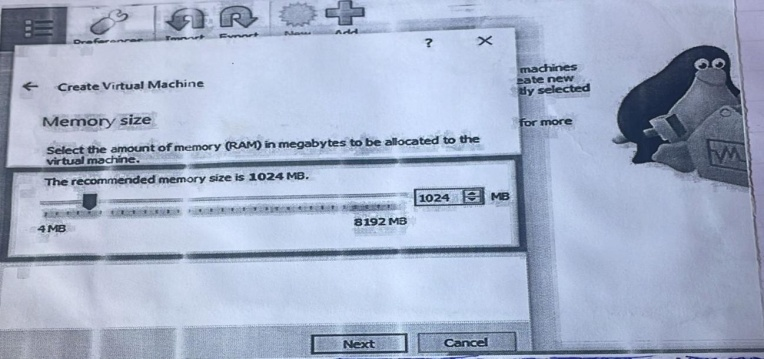 Preferences Import Export New Add
? ×
← Create Virtual Machine
machines
eate new
tly selected
for more
Memory size
Select the amount of memory (RAM) in megabytes to be allocated to the
virtual machine.
The recommended memory size is 1024 MB.
1024 MB
4 MB 8192 MB
Next Cancel